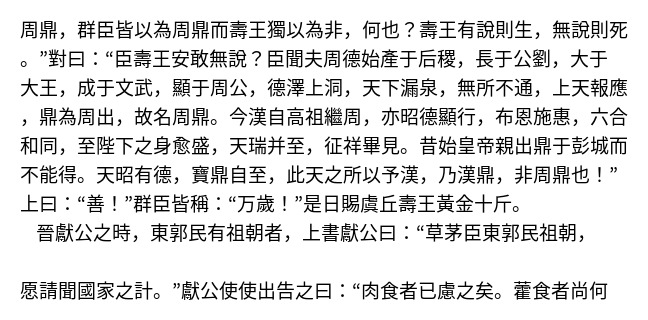 周鼎，群臣皆以為周鼎而壽王獨以為非，何也？壽王有說則生，無說則死
。”對曰：“臣壽王安敢無說？臣聞夫周德始產于后稷，長于公劉，大于
大王，成于文武，顯于周公，德澤上洞，天下漏泉，無所不通，上天報應
，鼎為周出，故名周鼎。今漢自高祖繼周，亦昭德顯行，布恩施惠，六合
和同，至陛下之身愈盛，天瑞并至，征祥畢見。昔始皇帝親出鼎于彭城而
不能得。天昭有德，寶鼎自至，此天之所以予漢，乃漢鼎，非周鼎也！”
上曰：“善！”群臣皆稱：“万歲！”是日賜虞丘壽王黃金十斤。
晉獻公之時，東郭民有祖朝者，上書獻公曰：“草茅臣東郭民祖朝，
愿請聞國家之計。”獻公使使出告之曰：“肉食者已慮之矣。藿食者尚何